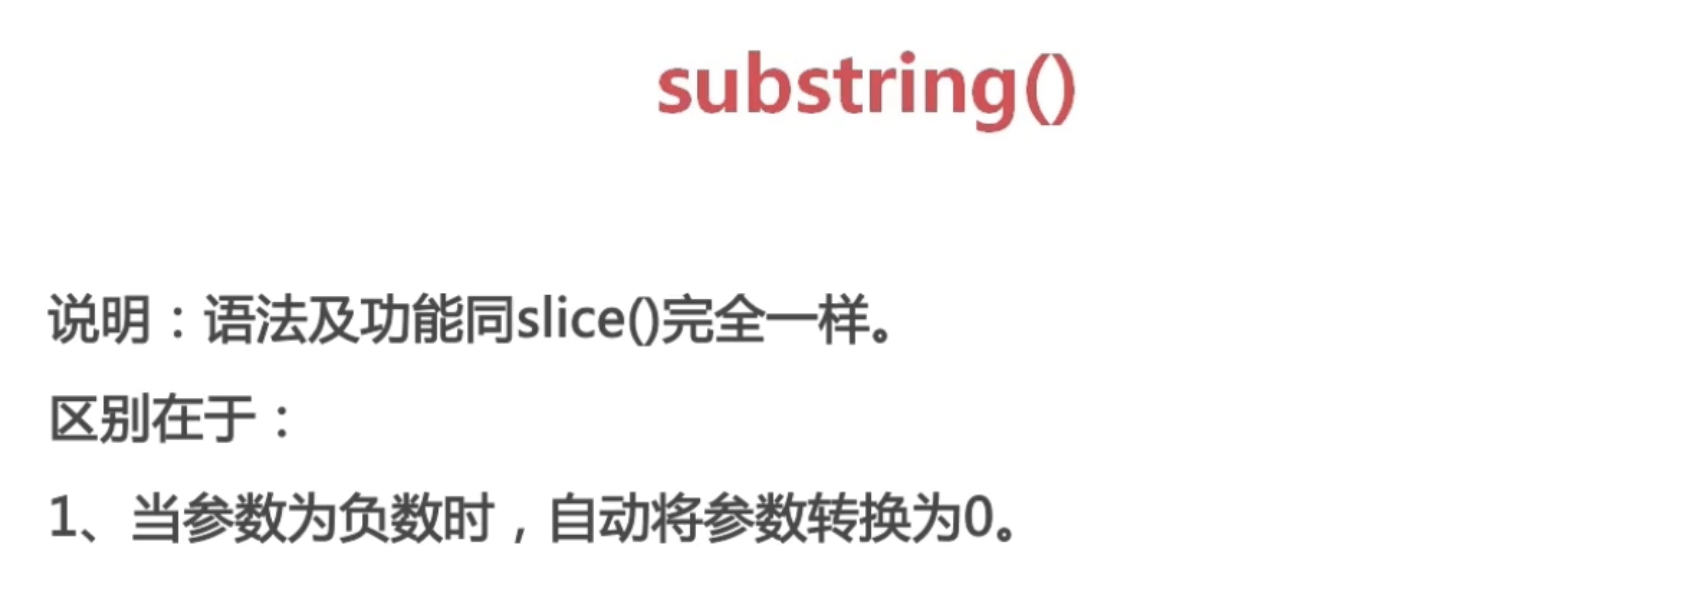 substring()
说明：语法及功能同slice()完全一样。
区别在于：
1、当参数为负数时，自动将参数转换为0。